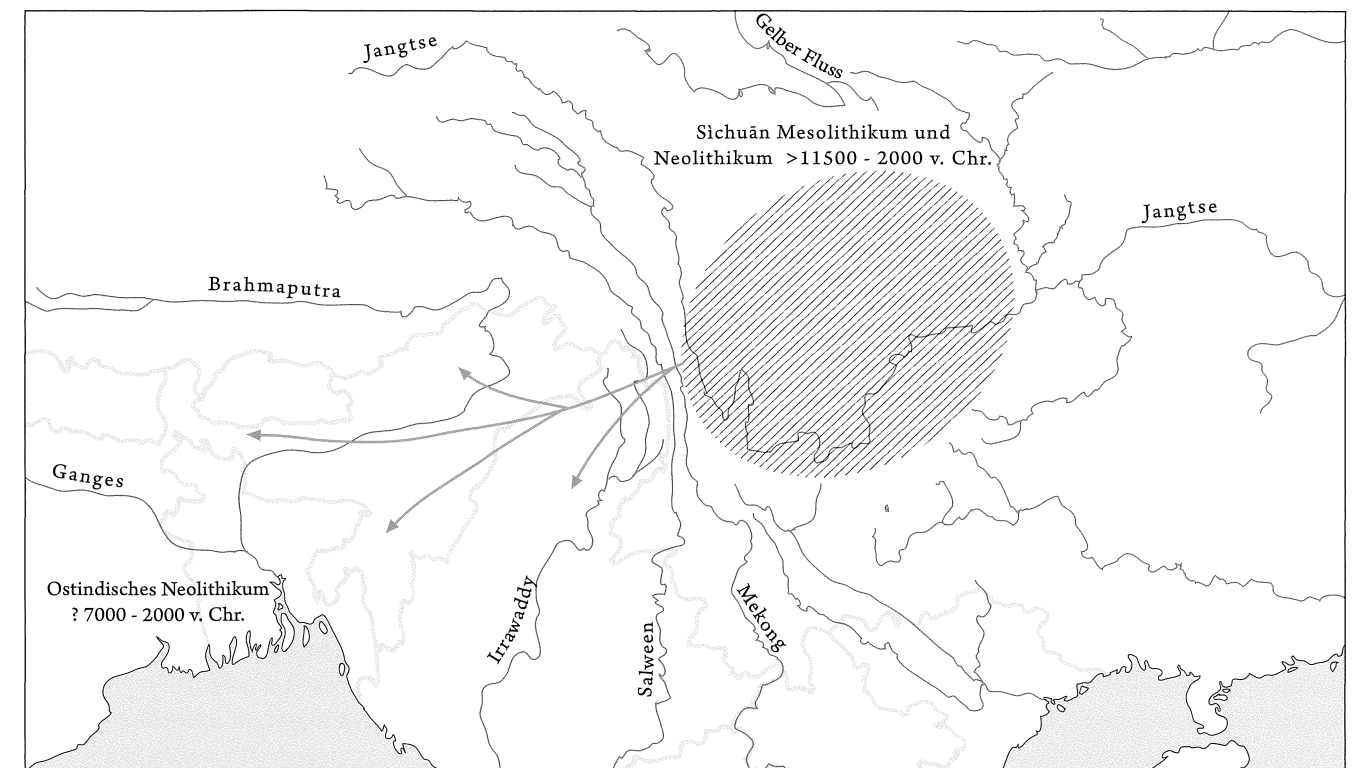 Jangtse
Gelber Fluss
Sìchuān Mesolithikum und
Neolithikum >11500 - 2000 v. Chr.
Jangtse
Brahmaputra
Ganges
Ostindisches Neolithikum
? 7000 - 2000 v. Chr.
Irrawaddy
Salween
Mekong